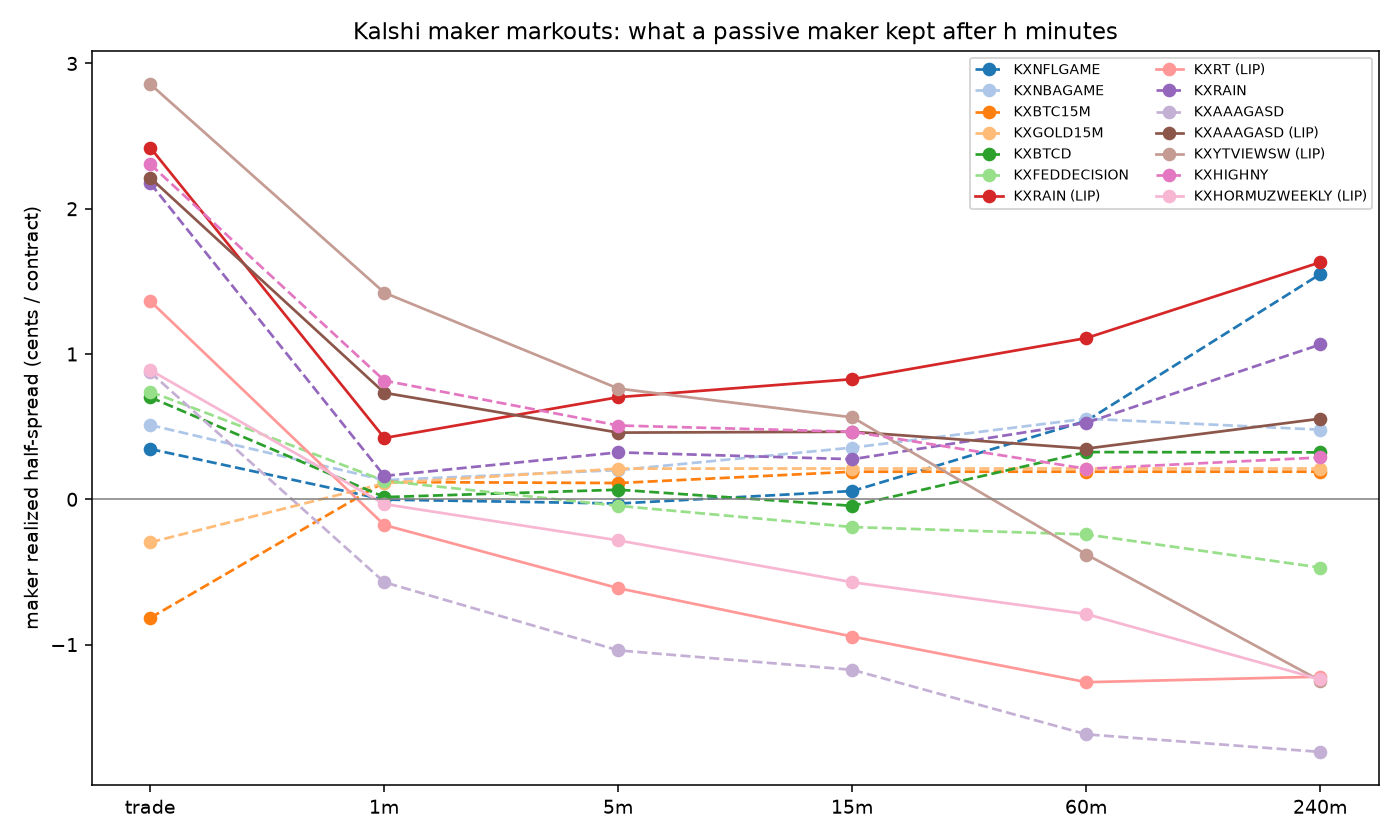 Kalshi maker markouts: what a passive maker kept after h minutes
maker realized half-spread (cents / contract)
3
2
1
0
−1
KXNFLGAME
KXNBAGAME
KXBTC15M
KXGOLD15M
KXBTCD
KXFEDDECISION
KXRAIN (LIP)
KXRT (LIP)
KXRAIN
KXAAAGASD
KXAAAGASD (LIP)
KXYTVIEWSW (LIP)
KXHIGHNY
KXHORMUZWEEKLY (LIP)
trade 1m 5m 15m 60m 240m